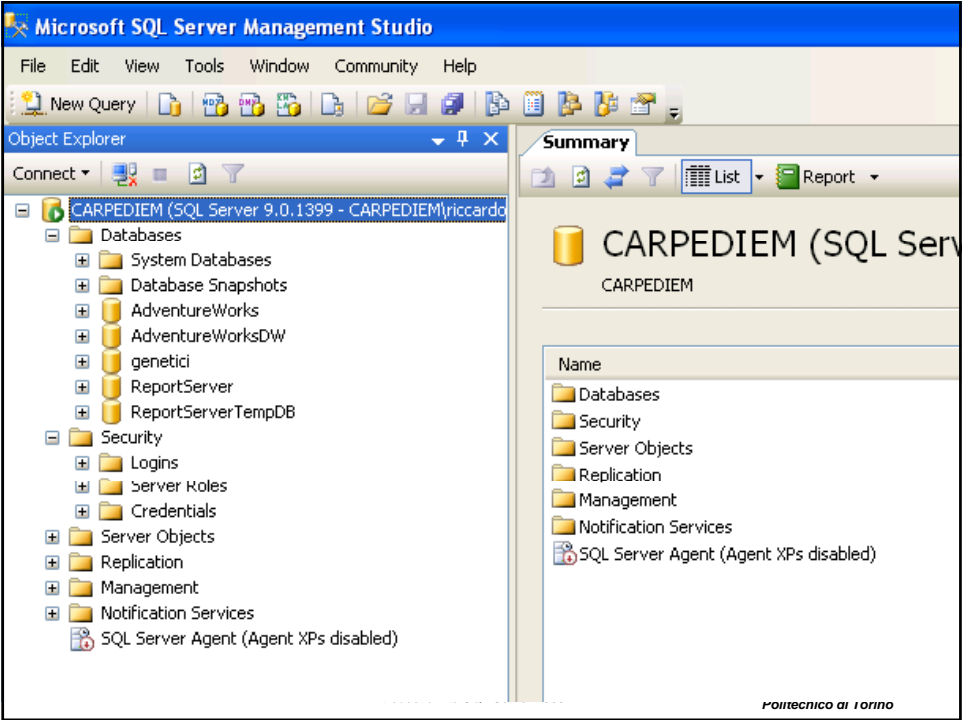 Microsoft SQL Server Management Studio
File Edit View Tools Window Community Help
New Query
Object Explorer
Connect
CARPEDIEM (SQL Server 9.0.1399 - CARPEDIEM\riccardo
Databases
System Databases
Database Snapshots
AdventureWorks
AdventureWorksDW
genetici
ReportServer
ReportServerTempDB
Security
Logins
Server Roles
Credentials
Server Objects
Replication
Management
Notification Services
SQL Server Agent (Agent XPs disabled)
Summary
List Report
CARPEDIEM (SQL Serv
CARPEDIEM
Name
Databases
Security
Server Objects
Replication
Management
Notification Services
SQL Server Agent (Agent XPs disabled)
Politecnico di Torino